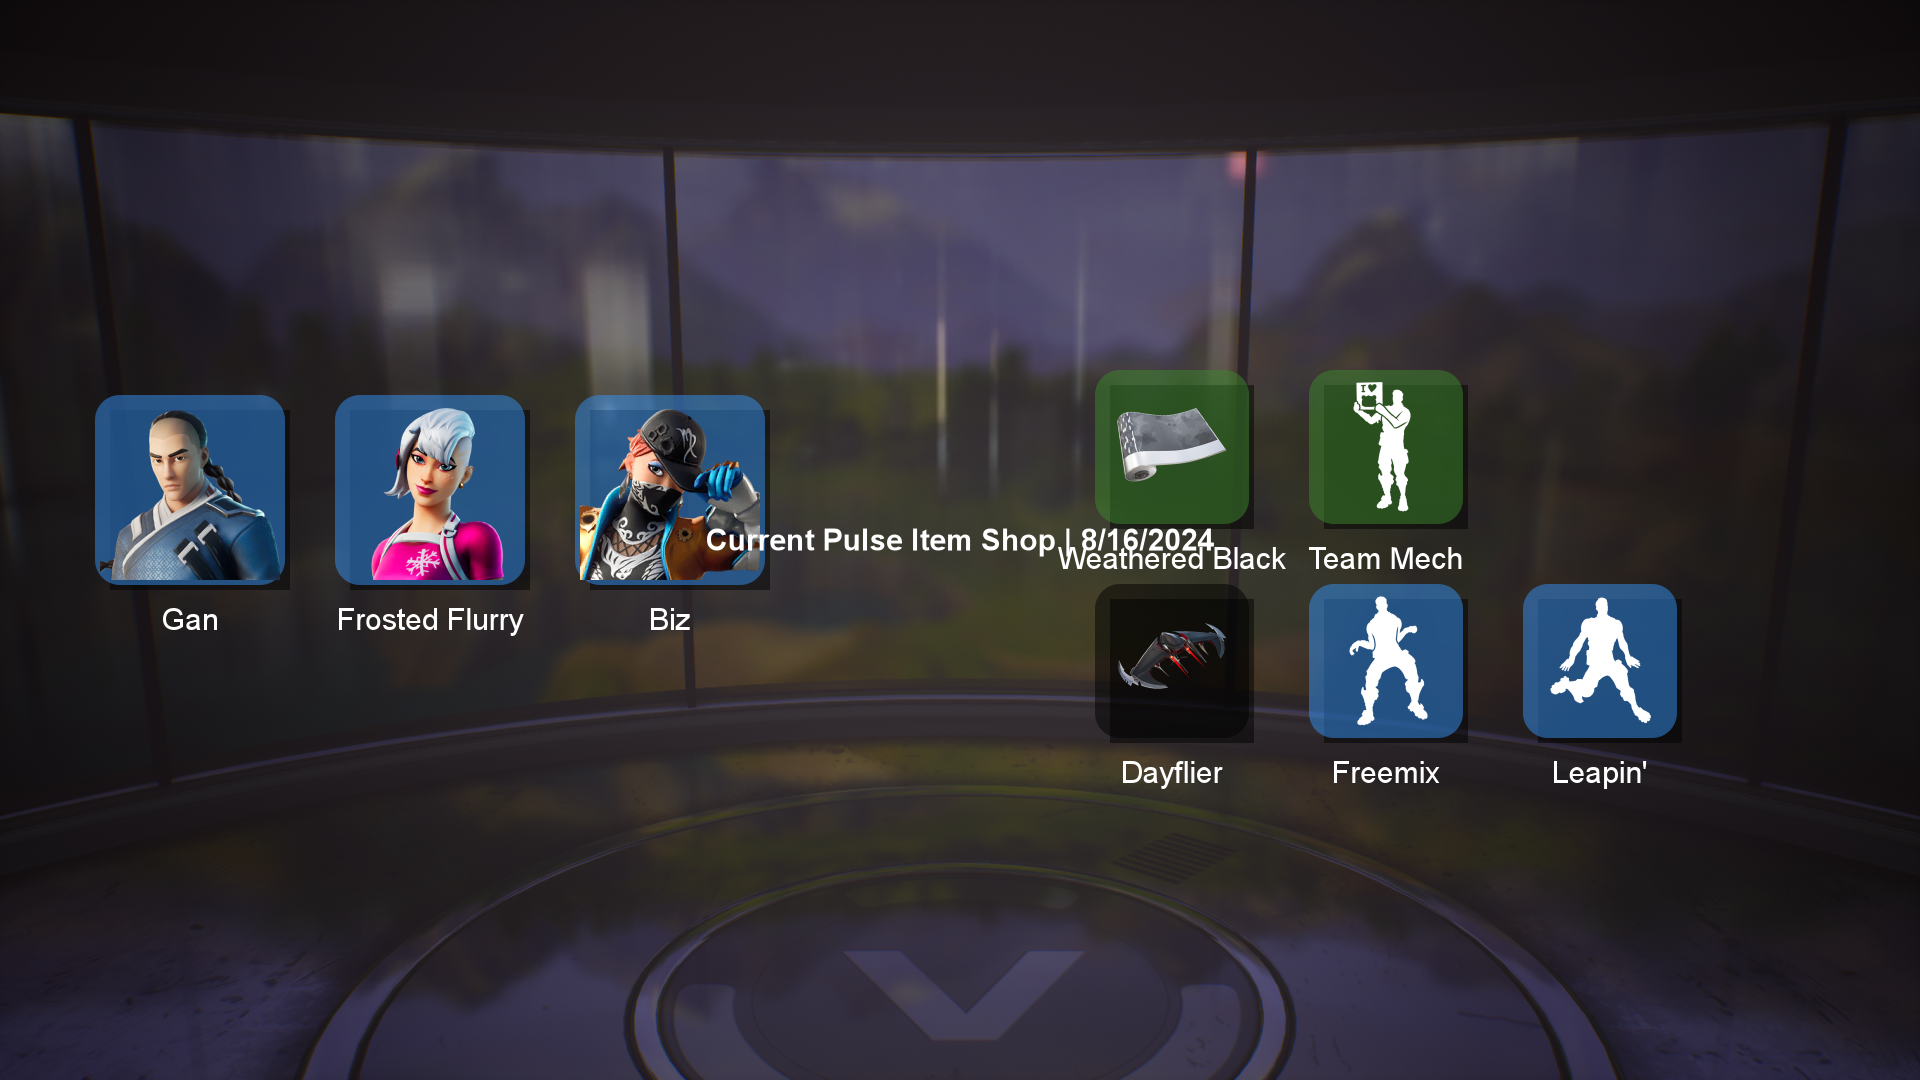 Current Pulse Item Shop | 8/16/2024
Gan
Frosted Flurry
Biz
I
Weathered Black
Team Mech
Dayflier
Freemix
Leapin'